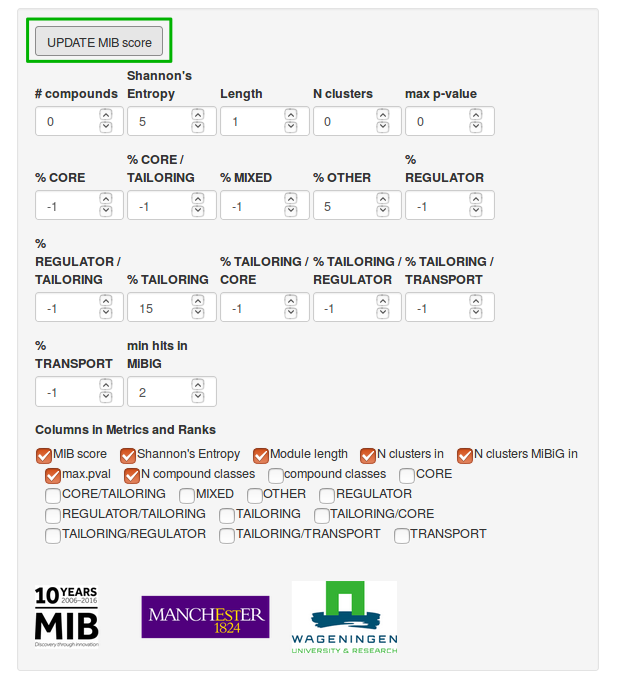 UPDATE MIB score
Shannon's
# compounds Entropy Length N clusters max p-value
0 5 1 0 0
% CORE / %
% CORE TAILORING % MIXED % OTHER REGULATOR
-1 -1 -1 5 -1
%
REGULATOR / % TAILORING / % TAILORING / % TAILORING /
TAILORING % TAILORING CORE REGULATOR TRANSPORT
-1 15 -1 -1 -1
% min hits in
TRANSPORT MIBiG
-1 2
Columns in Metrics and Ranks
MIB score Shannon's Entropy Module length N clusters in N clusters MiBiG in
max.pval N compound classes compound classes CORE
CORE/TAILORING MIXED OTHER REGULATOR
REGULATOR/TAILORING TAILORING TAILORING/CORE
TAILORING/REGULATOR TAILORING/TRANSPORT TRANSPORT
10 YEARS
2006–2016
MIB
Discovery through innovation
MANCHESTER
1824
WAGENINGEN
UNIVERSITY & RESEARCH